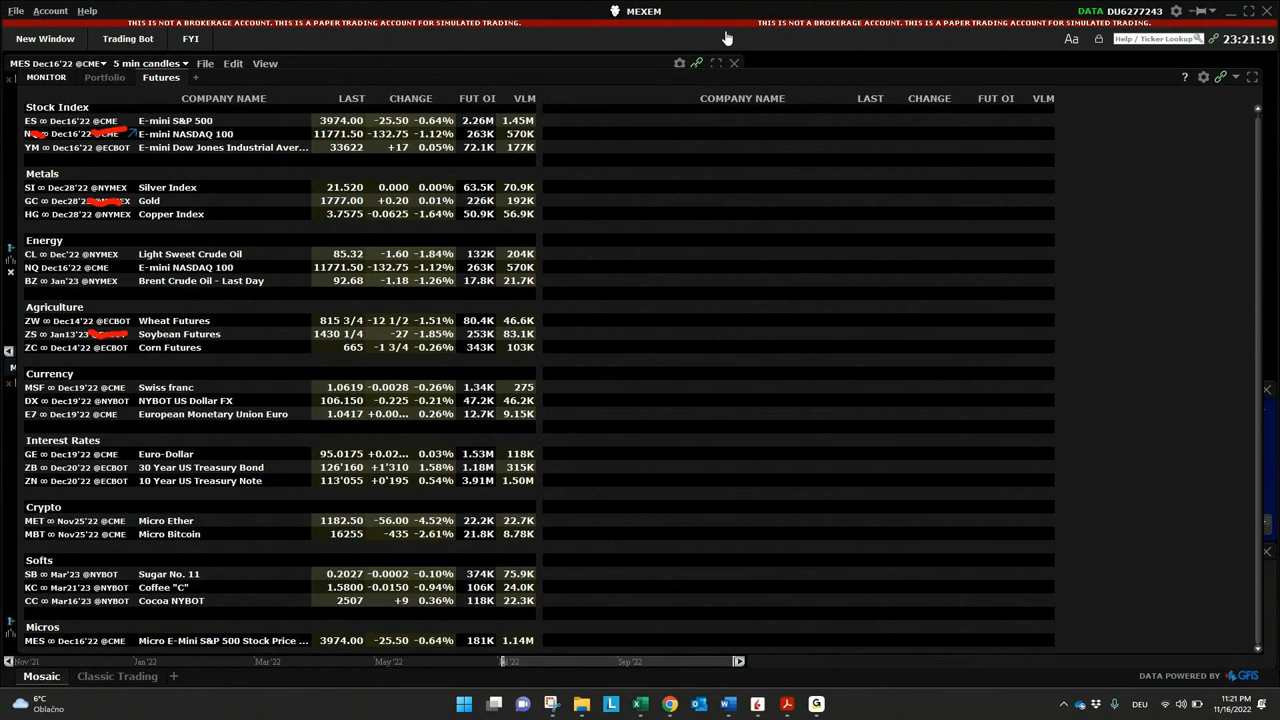 File Account Help MEXEM DATA DU6277243
THIS IS NOT A BROKERAGE ACCOUNT. THIS IS A PAPER TRADING ACCOUNT FOR SIMULATED TRADING. THIS IS NOT A BROKERAGE ACCOUNT. THIS IS A PAPER TRADING ACCOUNT FOR SIMULATED TRADING.
New Window Trading Bot FYI Aa Help / Ticker Lookup 23:21:19
MES Dec16'22 @CME 5 min candles File Edit View
MONITOR Portfolio Futures + ?
COMPANY NAME LAST CHANGE FUT OI VLM COMPANY NAME LAST CHANGE FUT OI VLM
Stock Index
ES ∞ Dec16'22 @CME E-mini S&P 500 3974.00 -25.50 -0.64% 2.26M 1.45M
Dec16'22 E-mini NASDAQ 100 11771.50 -132.75 -1.12% 263K 570K
YM ∞ Dec16'22 @ECBOT E-mini Dow Jones Industrial Aver... 33622 +17 0.05% 72.1K 177K
Metals
SI ∞ Dec28'22 @NYMEX Silver Index 21.520 0.000 0.00% 63.5K 70.9K
GC ∞ Gold 1777.00 +0.20 0.01% 226K 192K
HG ∞ Dec28'22 @NYMEX Copper Index 3.7575 -0.0625 -1.64% 50.9K 56.9K
Energy
CL ∞ Dec'22 @NYMEX Light Sweet Crude Oil 85.32 -1.60 -1.84% 132K 204K
NQ Dec16'22 @CME E-mini NASDAQ 100 11771.50 -132.75 -1.12% 263K 570K
BZ ∞ Jan'23 @NYMEX Brent Crude Oil - Last Day 92.68 -1.18 -1.26% 17.8K 21.7K
Agriculture
ZW ∞ Dec14'22 @ECBOT Wheat Futures 815 3/4 -12 1/2 -1.51% 80.4K 46.6K
ZS ∞ Jan13'23 Soybean Futures 1430 1/4 -27 -1.85% 253K 83.1K
ZC ∞ Dec14'22 @ECBOT Corn Futures 665 -1 3/4 -0.26% 343K 103K
Currency
MSF ∞ Dec19'22 @CME Swiss franc 1.0619 -0.0028 -0.26% 1.34K 275
DX ∞ Dec19'22 @NYBOT NYBOT US Dollar FX 106.150 -0.225 -0.21% 47.2K 46.2K
E7 ∞ Dec19'22 @CME European Monetary Union Euro 1.0417 +0.00... 0.26% 12.7K 9.15K
Interest Rates
GE ∞ Dec19'22 @CME Euro-Dollar 95.0175 +0.02... 0.03% 1.53M 118K
ZB ∞ Dec20'22 @ECBOT 30 Year US Treasury Bond 126'160 +1'310 1.58% 1.18M 315K
ZN ∞ Dec20'22 @ECBOT 10 Year US Treasury Note 113'035 +0'195 0.54% 3.91M 1.50M
Crypto
MET ∞ Nov25'22 @CME Micro Ether 1182.50 -56.00 -4.52% 22.2K 22.7K
MBT ∞ Nov25'22 @CME Micro Bitcoin 16255 -435 -2.61% 21.8K 8.78K
Softs
SB ∞ Mar'23 @NYBOT Sugar No. 11 0.2027 -0.0002 -0.10% 374K 75.9K
KC ∞ Mar21'23 @NYBOT Coffee "C" 1.5800 -0.0150 -0.94% 106K 24.0K
CC ∞ Mar16'23 @NYBOT Cocoa NYBOT 2507 +9 0.36% 118K 22.3K
Micros
MES ∞ Dec16'22 @CME Micro E-Mini S&P 500 Stock Price ... 3974.00 -25.50 -0.64% 181K 1.14M
Nov'21 Jan'22 Mar'22 May'22 Sep'22
Mosaic Classic Trading + DATA POWERED BY GFIS
6°C
Oblačno
DEU 11:21 PM
11/16/2022